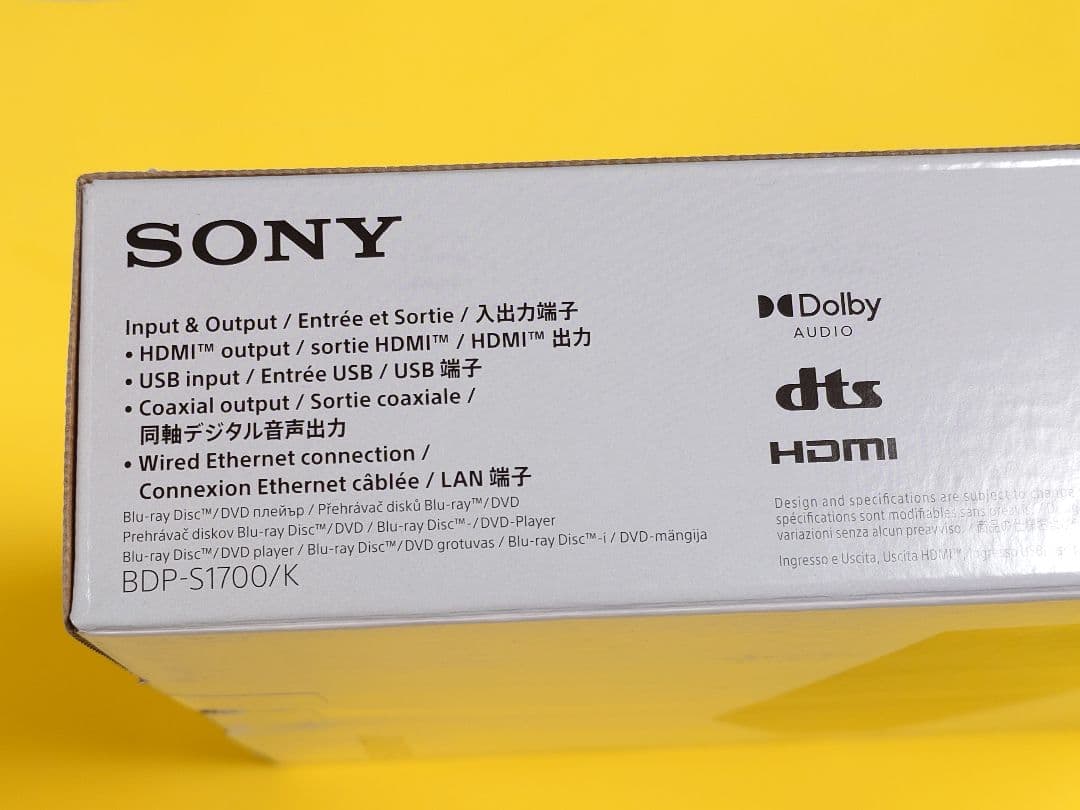 SONY
Input & Output / Entrée et Sortie / 入出力端子
• HDMI™ output / sortie HDMI™ / HDMI™ 出力
• USB input / Entrée USB / USB 端子
• Coaxial output / Sortie coaxiale /
同軸デジタル音声出力
• Wired Ethernet connection /
Connexion Ethernet câblée / LAN 端子
Blu-ray Disc™/DVD плейър / Přehrávač disků Blu-ray™/DVD
Prehrávač diskov Blu-ray Disc™/DVD / Blu-ray Disc™-/DVD-Player
Blu-ray Disc™/DVD player / Blu-ray Disc™/DVD grotuvas / Blu-ray Disc™-i / DVD-mängija
BDP-S1700/K
Dolby
AUDIO
dts
HDMI
Design and specifications are subject to change
spécifications sont modifiables sans
variazioni senza alcun preavviso.
Ingresso e Uscita, Uscita HDMI™, Ingresso USB,